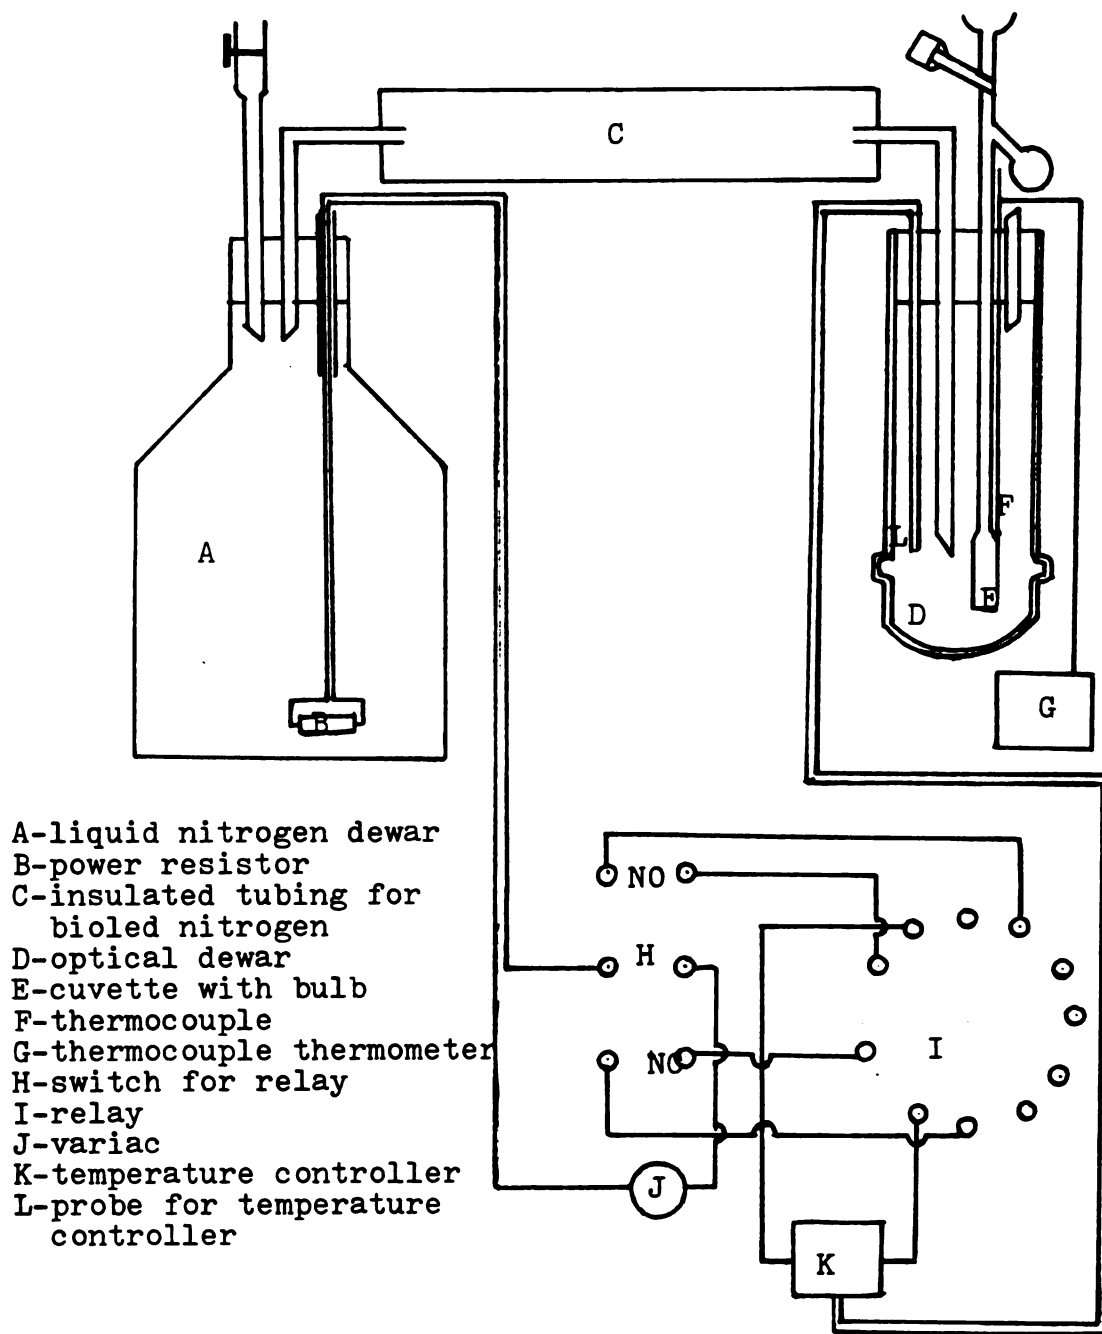 C
A
B
F
L
E
D
G
A-liquid nitrogen dewar
B-power resistor
C-insulated tubing for
bioled nitrogen
D-optical dewar
E-cuvette with bulb
F-thermocouple
G-thermocouple thermometer
H-switch for relay
I-relay
J-variac
K-temperature controller
L-probe for temperature
controller
NO
H
NC
I
J
K